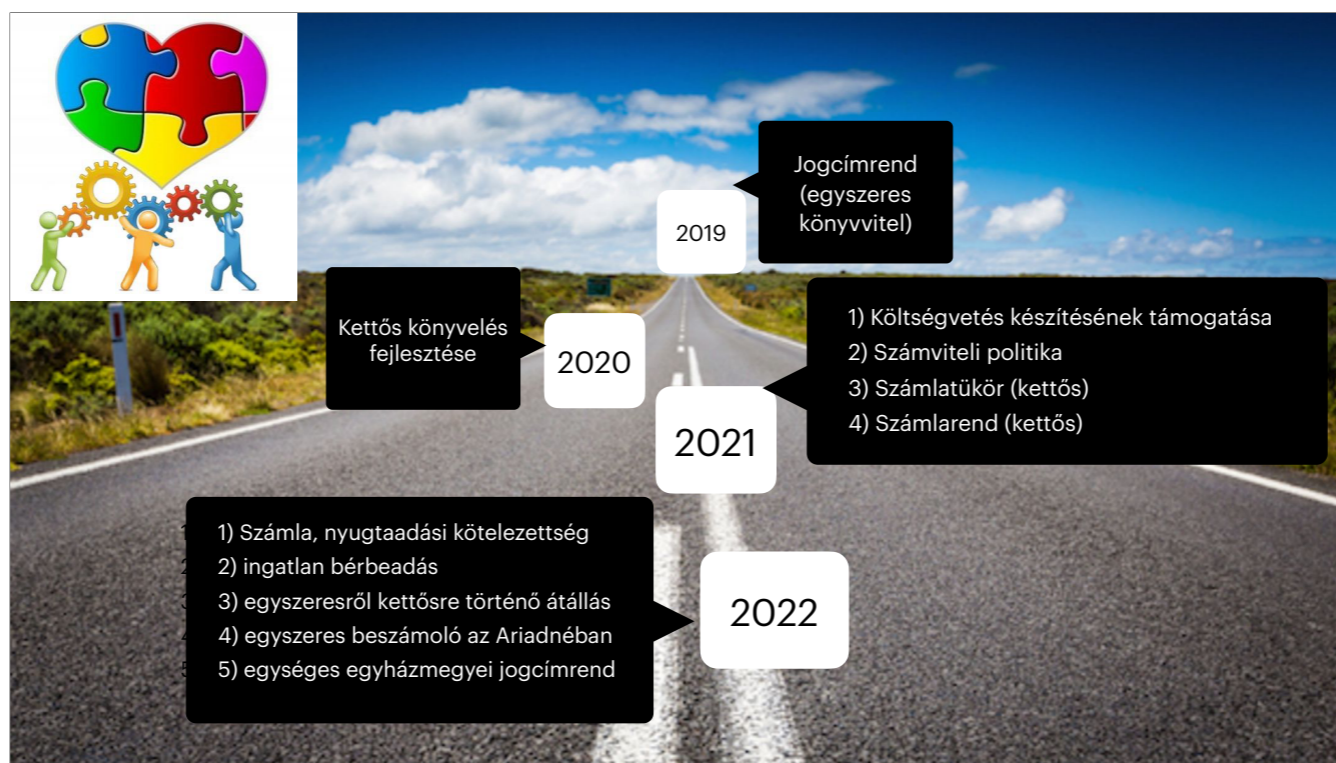 Jogcímrend
(egyszeres
könyvvitel)
2019
Kettős könyvelés
fejlesztése
2020
1) Költségvetés készítésének támogatása
2) Számviteli politika
3) Számlatükör (kettős)
4) Számlarend (kettős)
2021
1) Számla, nyugtaadási kötelezettség
2) ingatlan bérbeadás
3) egyszeresről kettősre történő átállás
4) egyszeres beszámoló az Ariadnéban
5) egységes egyházmegyei jogcímrend
2022